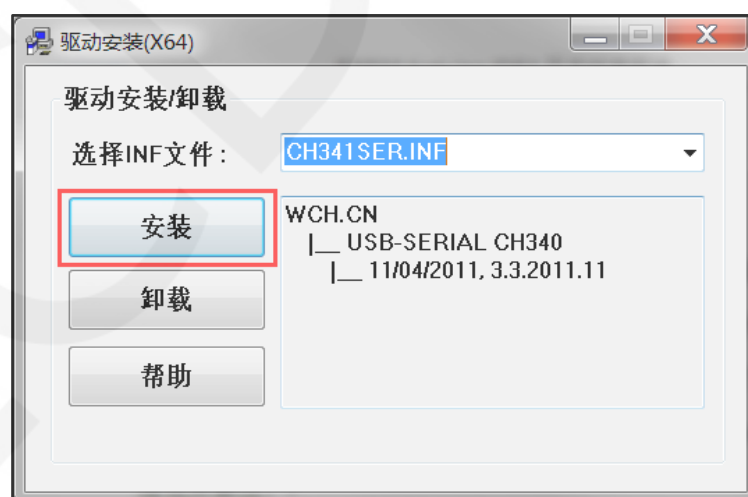 驱动安装(X64)
驱动安装/卸载
选择INF文件: CH341SER.INF
安装
WCH.CN
|__ USB-SERIAL CH340
|__ 11/04/2011, 3.3.2011.11
卸载
帮助